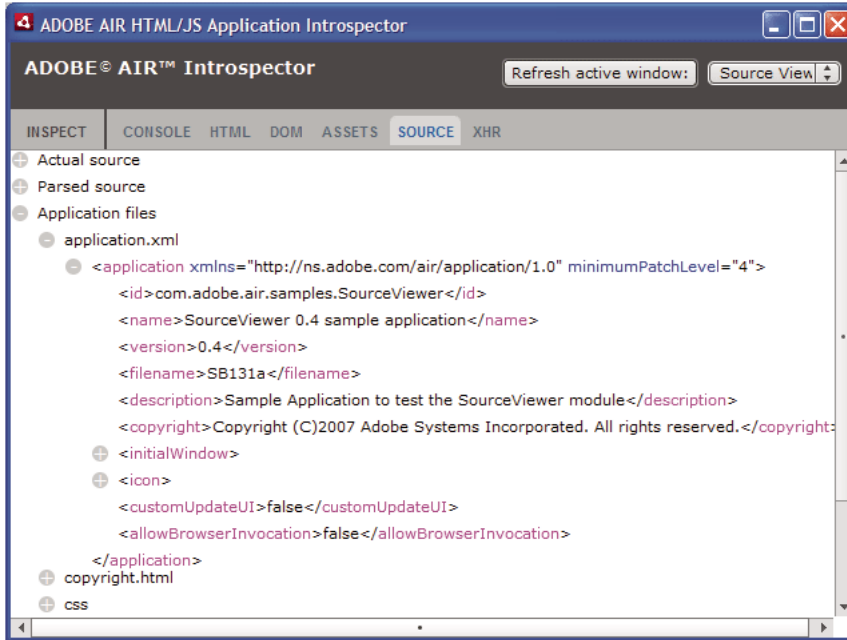 ADOBE AIR HTML/JS Application Introspector
ADOBE© AIR™ Introspector
Refresh active window:
Source View
INSPECT CONSOLE HTML DOM ASSETS SOURCE XHR
Actual source
Parsed source
Application files
application.xml
<application xmlns="http://ns.adobe.com/air/application/1.0" minimumPatchLevel="4">
<id>com.adobe.air.samples.SourceViewer</id>
<name>SourceViewer 0.4 sample application</name>
<version>0.4</version>
<filename>SB131a</filename>
<description>Sample Application to test the SourceViewer module</description>
<copyright>Copyright (C)2007 Adobe Systems Incorporated. All rights reserved.</copyright>
<initialWindow>
<icon>
<customUpdateUI>false</customUpdateUI>
<allowBrowserInvocation>false</allowBrowserInvocation>
</application>
copyright.html
css